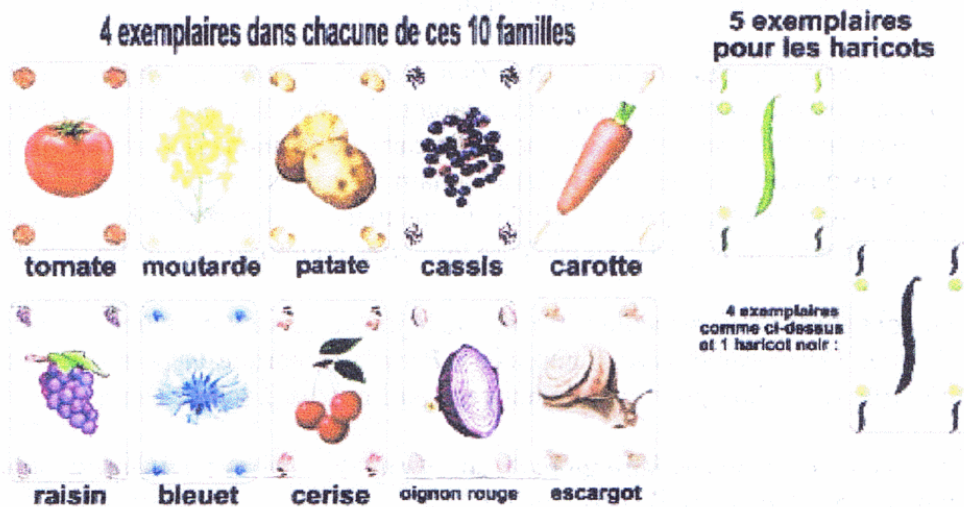 4 exemplaires dans chacune de ces 10 familles
5 exemplaires
pour les haricots
tomate
moutarde
patate
cassis
carotte
4 exemplaires
comme ci-dessus
et 1 haricot noir :
raisin
bleuet
cerise
oignon rouge
escargot